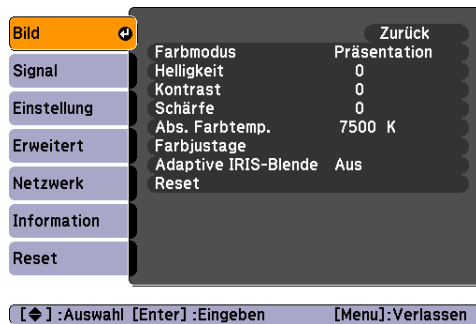 Bild
Signal
Einstellung
Erweitert
Netzwerk
Information
Reset
Zurück
Farbmodus Präsentation
Helligkeit 0
Kontrast 0
Schärfe 0
Abs. Farbtemp. 7500 K
Farbjustage
Adaptive IRIS-Blende Aus
Reset
[◆] :Auswahl [Enter] :Eingeben [Menu]:Verlassen